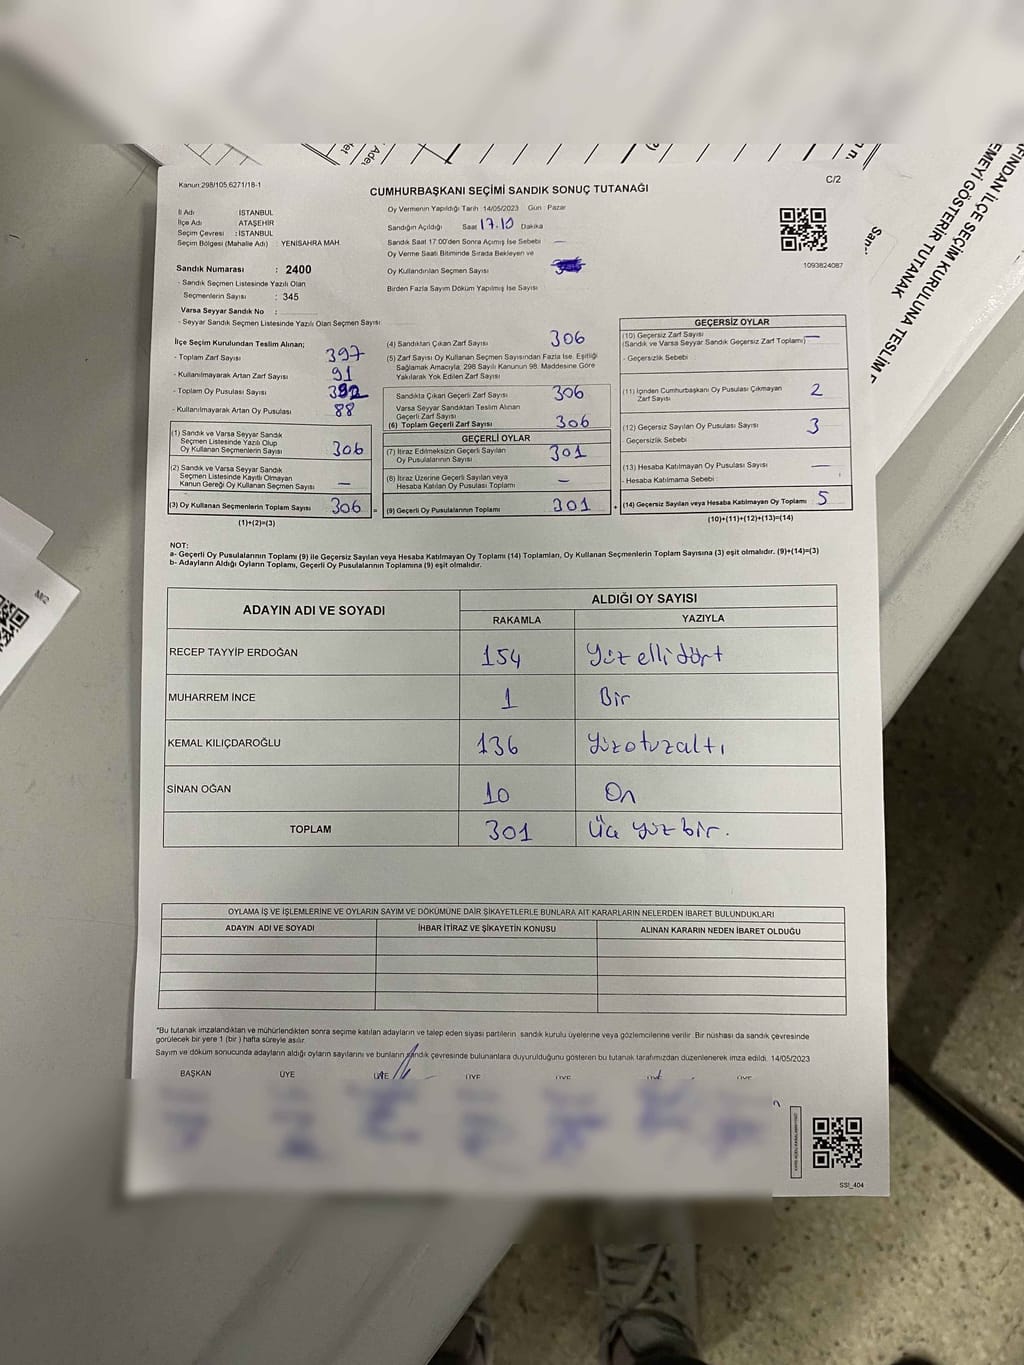 Kanun:298/105,6271/18-1
C/2
CUMHURBAŞKANI SEÇİMİ SANDIK SONUÇ TUTANAĞI
İl Adı : İSTANBUL
İlçe Adı : ATAŞEHİR
Seçim Çevresi : İSTANBUL
Seçim Bölgesi (Mahalle Adı) : YENİSAHRA MAH.
Sandık Numarası : 2400
- Sandık Seçmen Listesinde Yazılı Olan
Seçmenlerin Sayısı : 345
Varsa Seyyar Sandık No :
- Seyyar Sandık Seçmen Listesinde Yazılı Olan Seçmen Sayısı
Oy Vermenin Yapıldığı Tarih :14/05/2023 Gün : Pazar
Sandığın Açıldığı Saat 17.10 Dakika
Sandık Saat 17:00'den Sonra Açılmış İse Sebebi —
Oy Verme Saati Bitiminde Sırada Bekleyen ve
Oy Kullandırılan Seçmen Sayısı
Birden Fazla Sayım Döküm Yapılmış İse Sayısı
1093824087
İlçe Seçim Kurulundan Teslim Alınan;
- Toplam Zarf Sayısı 397
- Kullanılmayarak Artan Zarf Sayısı 91
- Toplam Oy Pusulası Sayısı
- Kullanılmayarak Artan Oy Pusulası 88
(1) Sandık ve Varsa Seyyar Sandık
Seçmen Listesinde Yazılı Olup
Oy Kullanan Seçmenlerin Sayısı 306
(2) Sandık ve Varsa Seyyar Sandık
Seçmen Listesinde Kayıtlı Olmayan
Kanun Gereği Oy Kullanan Seçmen Sayısı —
(3) Oy Kullanan Seçmenlerin Toplam Sayısı 306 =
(1)+(2)=(3)
(4) Sandıktan Çıkan Zarf Sayısı 306
(5) Zarf Sayısı Oy Kullanan Seçmen Sayısından Fazla İse, Eşitliği
Sağlamak Amacıyla, 298 Sayılı Kanunun 98. Maddesine Göre
Yakılarak Yok Edilen Zarf Sayısı
Sandıkta Çıkan Geçerli Zarf Sayısı 306
Varsa Seyyar Sandıktan Teslim Alınan
Geçerli Zarf Sayısı
(6) Toplam Geçerli Zarf Sayısı 306
GEÇERLİ OYLAR
(7) İtiraz Edilmeksizin Geçerli Sayılan
Oy Pusulalarının Sayısı 301
(8) İtiraz Üzerine Geçerli Sayılan veya
Hesaba Katılan Oy Pusulası Toplamı —
(9) Geçerli Oy Pusulalarının Toplamı 301 +
GEÇERSİZ OYLAR
(10) Geçersiz Zarf Sayısı
(Sandık ve Varsa Seyyar Sandık Geçersiz Zarf Toplamı) —
- Geçersizlik Sebebi
(11) İçinden Cumhurbaşkanı Oy Pusulası Çıkmayan
Zarf Sayısı 2
(12) Geçersiz Sayılan Oy Pusulası Sayısı 3
- Geçersizlik Sebebi
(13) Hesaba Katılmayan Oy Pusulası Sayısı —
- Hesaba Katılmama Sebebi
(14) Geçersiz Sayılan veya Hesaba Katılmayan Oy Toplamı 5
(10)+(11)+(12)+(13)=(14)
NOT:
a- Geçerli Oy Pusulalarının Toplamı (9) ile Geçersiz Sayılan veya Hesaba Katılmayan Oy Toplamı (14) Toplamları, Oy Kullanan Seçmenlerin Toplam Sayısına (3) eşit olmalıdır. (9)+(14)=(3)
b- Adayların Aldığı Oyların Toplamı, Geçerli Oy Pusulalarının Toplamına (9) eşit olmalıdır.
ADAYIN ADI VE SOYADI
ALDIĞI OY SAYISI
RAKAMLA YAZIYLA
RECEP TAYYİP ERDOĞAN 154 Yüz elli dört
MUHARREM İNCE 1 Bir
KEMAL KILIÇDAROĞLU 136 Yüzotuzaltı
SİNAN OĞAN 10 On
TOPLAM 301 Üç yüz bir.
OYLAMA İŞ VE İŞLEMLERİNE VE OYLARIN SAYIM VE DÖKÜMÜNE DAİR ŞİKAYETLERLE BUNLARA AİT KARARLARIN NELERDEN İBARET BULUNDUKLARI
ADAYIN ADI VE SOYADI İHBAR İTİRAZ VE ŞİKAYETİN KONUSU ALINAN KARARIN NEDEN İBARET OLDUĞU
*Bu tutanak imzalandıktan ve mühürlendikten sonra seçime katılan adayların ve talep eden siyasi partilerin sandık kurulu üyelerine veya gözlemcilerine verilir. Bir nüshası da sandık çevresinde
görülecek bir yere 1 (bir) hafta süreyle asılır.
Sayım ve döküm sonucunda adayların aldığı oyların sayılarını ve bunların sandık çevresinde bulunanlara duyurulduğunu gösteren bu tutanak tarafımızdan düzenlenerek imza edildi. 14/05/2023
BAŞKAN ÜYE ÜYE ÜYE ÜYE ÜYE ÜYE
SSI_404
M/2
FINDAN İLÇE SEÇİM KURULUNA TESLİM
EMEYİ GÖSTERİR TUTANAK